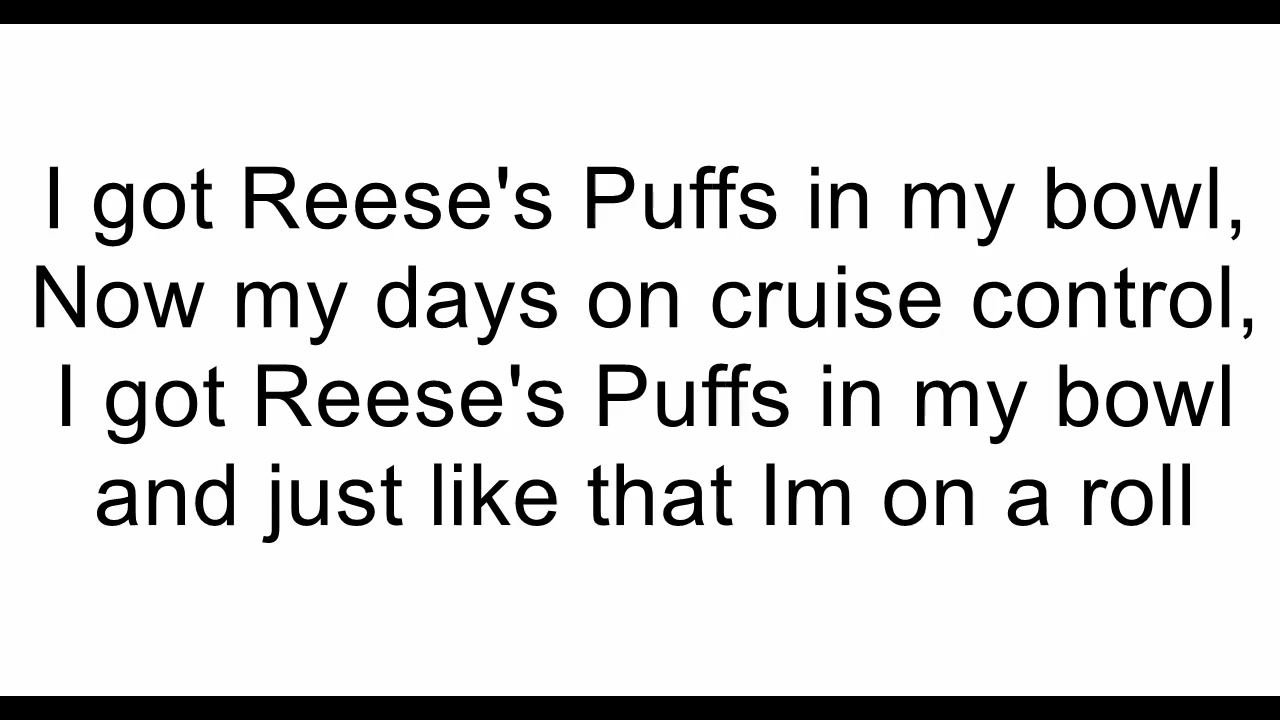 I got Reese's Puffs in my bowl,
Now my days on cruise control,
I got Reese's Puffs in my bowl
and just like that Im on a roll